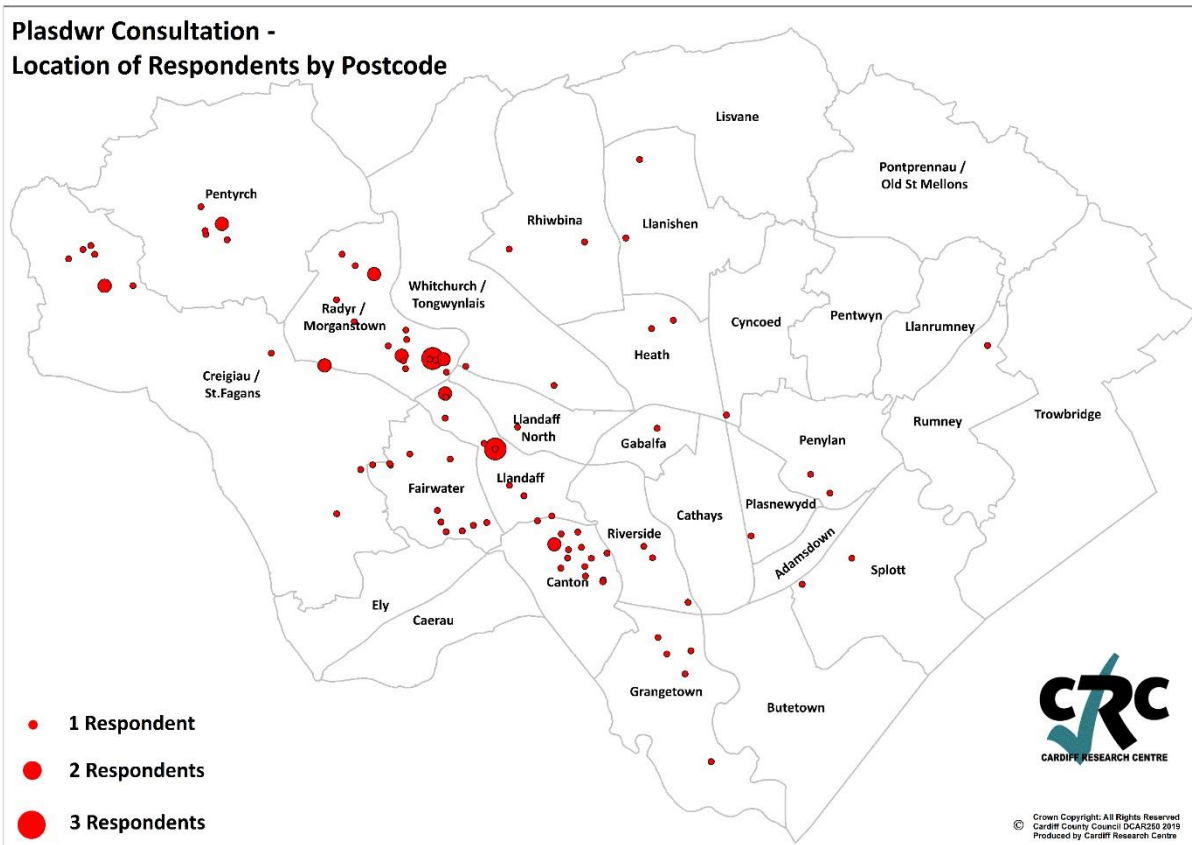 Plasdwr Consultation -
Location of Respondents by Postcode
Lisvane
Pontprennau /
Old St Mellons
Pentyrch
Rhiwbina
Llanishen
Whitchurch /
Tongwynlais
Radyr /
Morganstown
Cyncoed
Pentwyn
Llanrumney
Heath
Creigiau /
St.Fagans
Llandaff
North
Gabalfa
Penylan
Rumney
Trowbridge
Fairwater
Llandaff
Cathays
Plasnewydd
Riverside
Adamsdown
Splott
Canton
Ely
Caerau
Grangetown
Butetown
1 Respondent
2 Respondents
3 Respondents
CRC
CARDIFF RESEARCH CENTRE
© Crown Copyright: All Rights Reserved
Cardiff County Council DCAR250 2019
Produced by Cardiff Research Centre